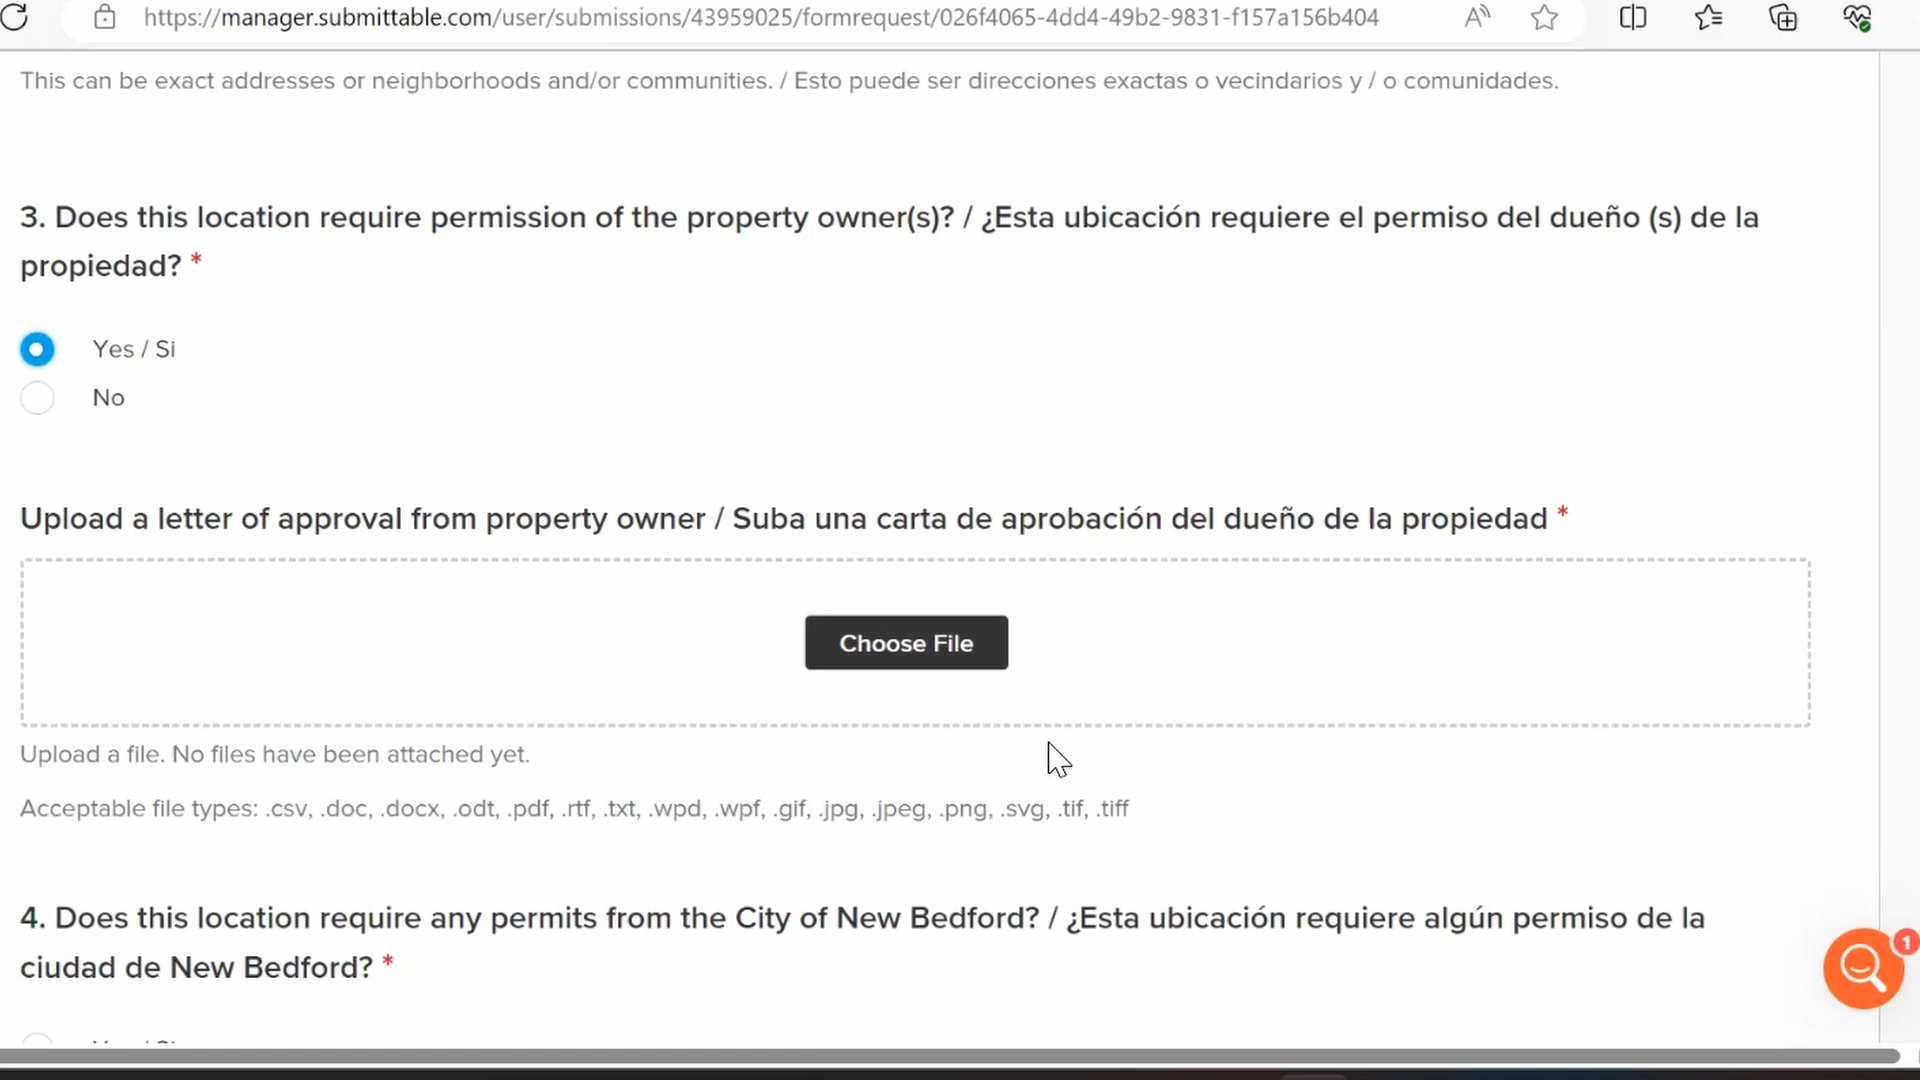 https://manager.submittable.com/user/submissions/43959025/formrequest/026f4065-4dd4-49b2-9831-f157a156b404
This can be exact addresses or neighborhoods and/or communities. / Esto puede ser direcciones exactas o vecindarios y / o comunidades.
3. Does this location require permission of the property owner(s)? / ¿Esta ubicación requiere el permiso del dueño (s) de la
propiedad? *
Yes / Si
No
Upload a letter of approval from property owner / Suba una carta de aprobación del dueño de la propiedad *
Choose File
Upload a file. No files have been attached yet.
Acceptable file types: .csv, .doc, .docx, .odt, .pdf, .rtf, .txt, .wpd, .wpf, .gif, .jpg, .jpeg, .png, .svg, .tif, .tiff
4. Does this location require any permits from the City of New Bedford? / ¿Esta ubicación requiere algún permiso de la
ciudad de New Bedford? *
1